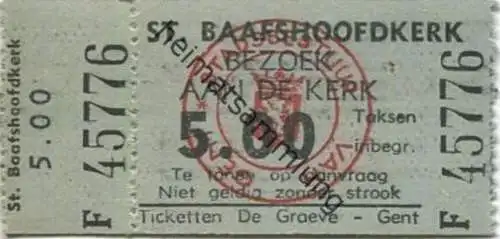 St. Baafshoofdkerk
5.00
F 45776
ST. BAAFSHOOFDKERK
BEZOEK
AAN DE KERK
5.00 Taksen
inbegr.
Te tonen op aanvraag
Niet geldig zonder strook
Ticketten De Graeve - Gent
F 45776
heimatsammlung